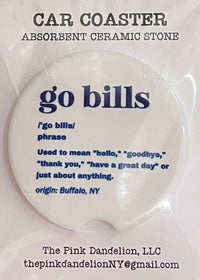 CAR COASTER
ABSORBENT CERAMIC STONE
go bills
/'go bills/
phrase
Used to mean "hello," "goodbye,"
"thank you," "have a great day" or
just about anything.
origin: Buffalo, NY
The Pink Dandelion, LLC
thepinkdandelionNY@gmail.com